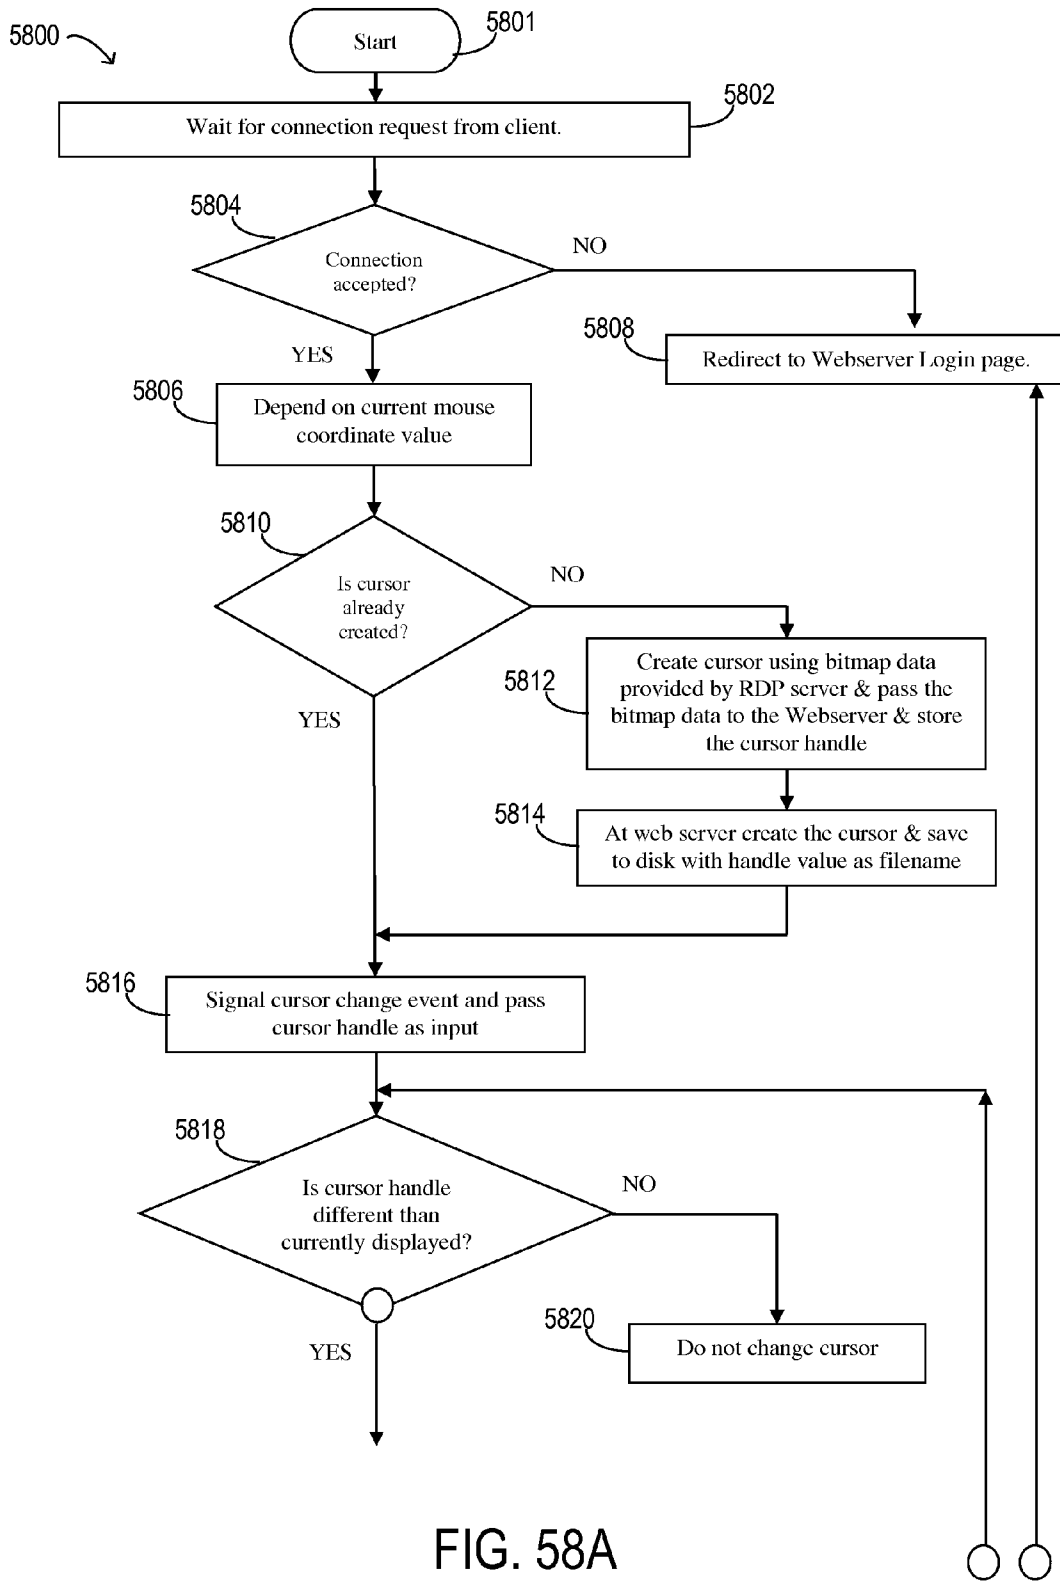 5800
Start
5801
Wait for connection request from client.
5802
5804
Connection
accepted?
NO
YES
5808
Redirect to Webserver Login page.
5806
Depend on current mouse
coordinate value
5810
Is cursor
already
created?
NO
YES
5812
Create cursor using bitmap data
provided by RDP server & pass the
bitmap data to the Webserver & store
the cursor handle
5814
At web server create the cursor & save
to disk with handle value as filename
5816
Signal cursor change event and pass
cursor handle as input
5818
Is cursor handle
different than
currently displayed?
NO
YES
5820
Do not change cursor
FIG. 58A